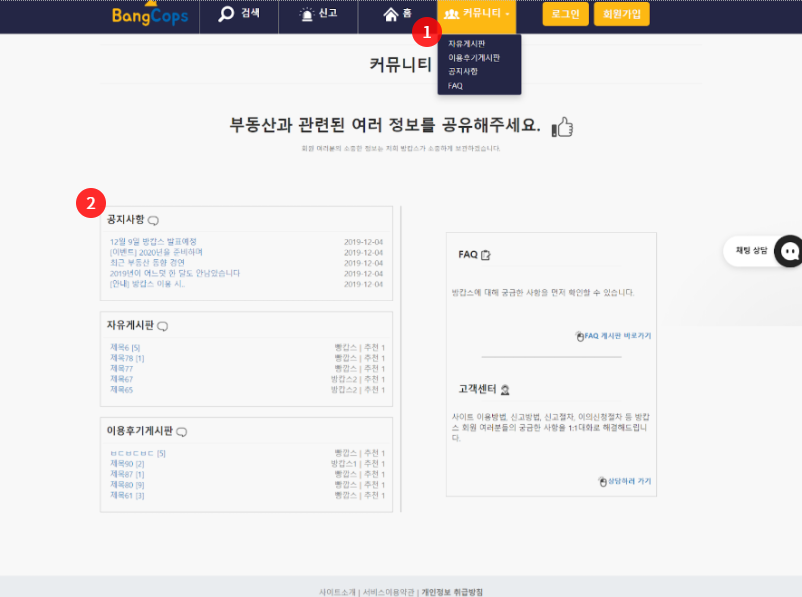 BangCops 검색 신고 홈 커뮤니티 로그인 회원가입
1
자유게시판
이용후기게시판
공지사항
FAQ
커뮤니티
부동산과 관련된 여러 정보를 공유해주세요.
회원 여러분의 소중한 정보는 저희 방캅스가 소중하게 보관하겠습니다.
2
공지사항
12월 9일 방캅스 발표예정 2019-12-04
[이벤트] 2020년을 준비하며 2019-12-04
최근 부동산 동향 강연 2019-12-04
2019년이 어느덧 한 달도 안남았습니다 2019-12-04
[안내] 방캅스 이용 시.. 2019-12-04
자유게시판
제목6 [5] 빵캅스 | 추천 1
제목78 [1] 빵캅스 | 추천 1
제목77 빵캅스 | 추천 1
제목67 방캅스2 | 추천 1
제목65 방캅스2 | 추천 1
이용후기게시판
ㅂㄷㅂㄷㅂㄷ [5] 빵캅스 | 추천 1
제목90 [2] 방캅스1 | 추천 1
제목87 [1] 빵캅스 | 추천 1
제목80 [9] 빵캅스 | 추천 1
제목61 [3] 빵캅스 | 추천 1
FAQ
방캅스에 대해 궁금한 사항을 먼저 확인할 수 있습니다.
FAQ 게시판 바로가기
고객센터
사이트 이용방법, 신고방법, 신고절차, 이의신청절차 등 방캅
스 회원 여러분들의 궁금한 사항을 1:1대화로 해결해드립니
다.
상담하러 가기
채팅 상담
사이트소개 | 서비스이용약관 | 개인정보 취급방침